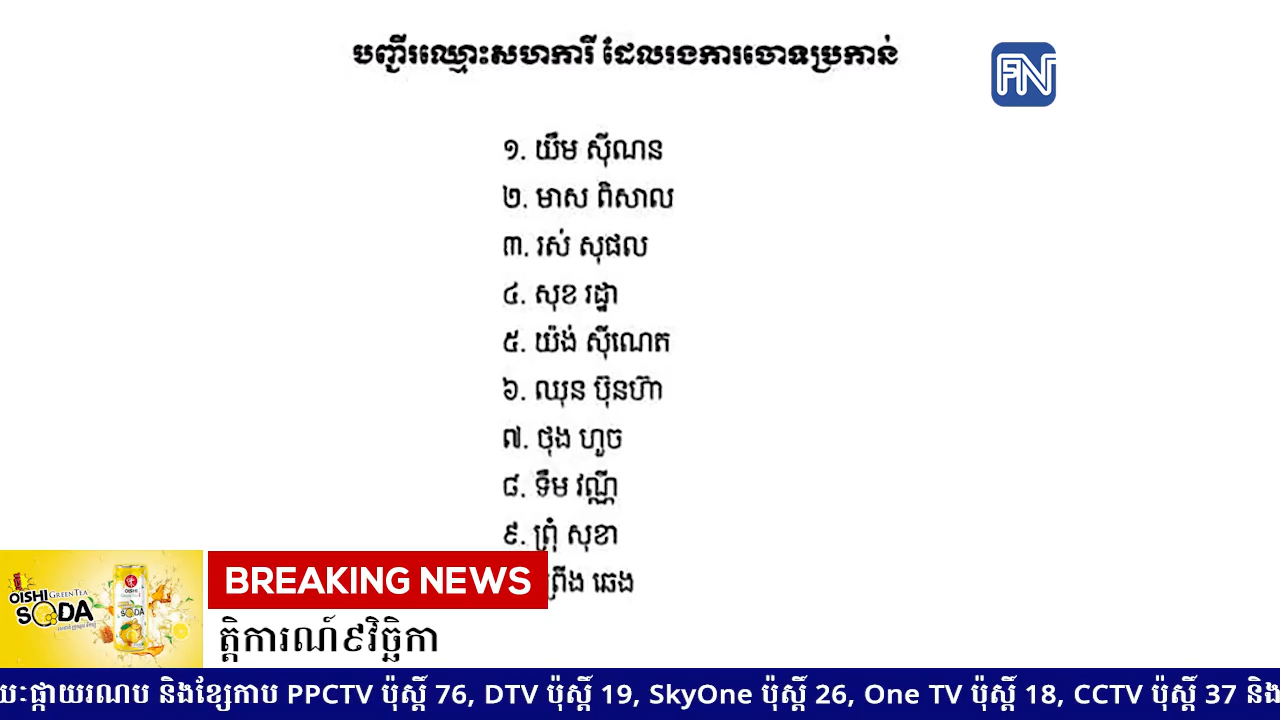 បញ្ជីរឈ្មោះសហការី ដែលរងការចោទប្រកាន់
FN
១. យឹម ស៊ីណន
២. មាស ពិសាល
៣. រស់ សុផល
៤. សុខ រដ្ឋា
៥. យ៉ង់ ស៊ីណេត
៦. ឈុន ប៊ុនហ៊ា
៧. ថុង ហួច
៨. ទឹម វណ្ណី
៩. ព្រុំ សុខា
ព្រឹង ឆេង
OISHI GREEN TEA
SODA
BREAKING NEWS
ត្តិការណ៍៩វិច្ឆិកា
យៈផ្កាយរណប និងខ្សែកាប PPCTV ប៉ុស្តិ៍ 76, DTV ប៉ុស្តិ៍ 19, SkyOne ប៉ុស្តិ៍ 26, One TV ប៉ុស្តិ៍ 18, CCTV ប៉ុស្តិ៍ 37 និង